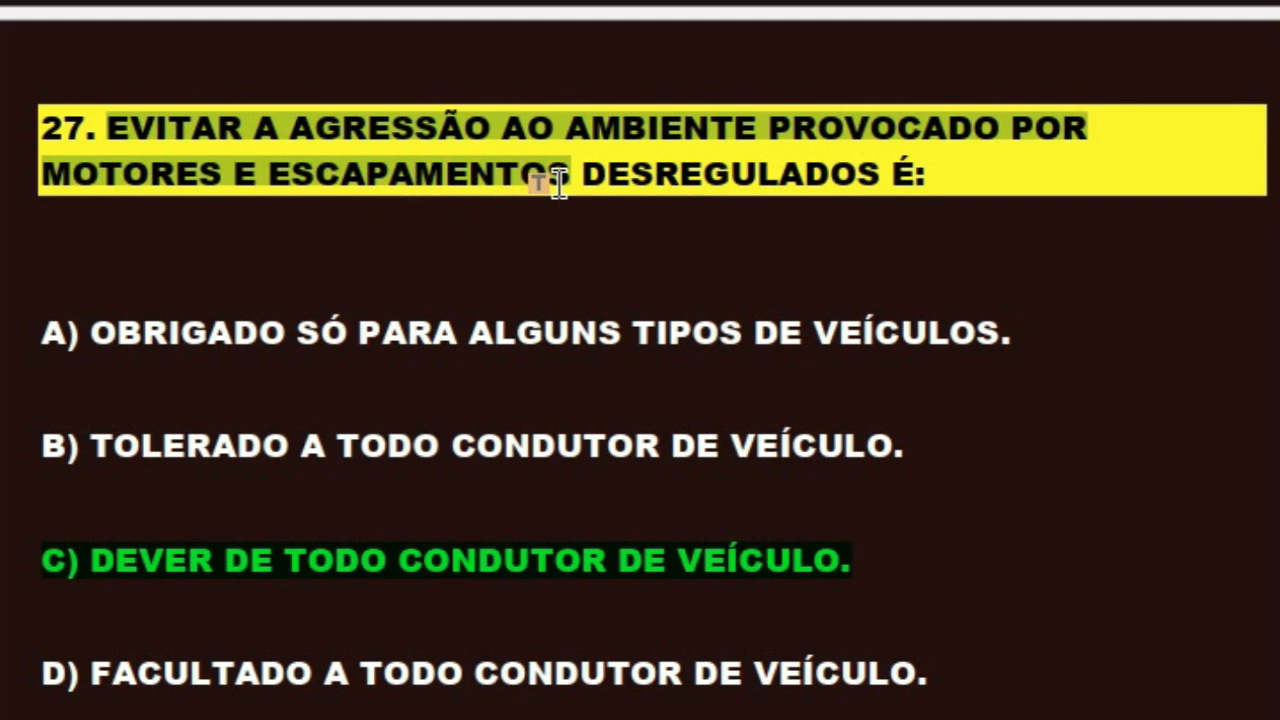 27. EVITAR A AGRESSÃO AO AMBIENTE PROVOCADO POR
MOTORES E ESCAPAMENTOS DESREGULADOS É:
A) OBRIGADO SÓ PARA ALGUNS TIPOS DE VEÍCULOS.
B) TOLERADO A TODO CONDUTOR DE VEÍCULO.
C) DEVER DE TODO CONDUTOR DE VEÍCULO.
D) FACULTADO A TODO CONDUTOR DE VEÍCULO.